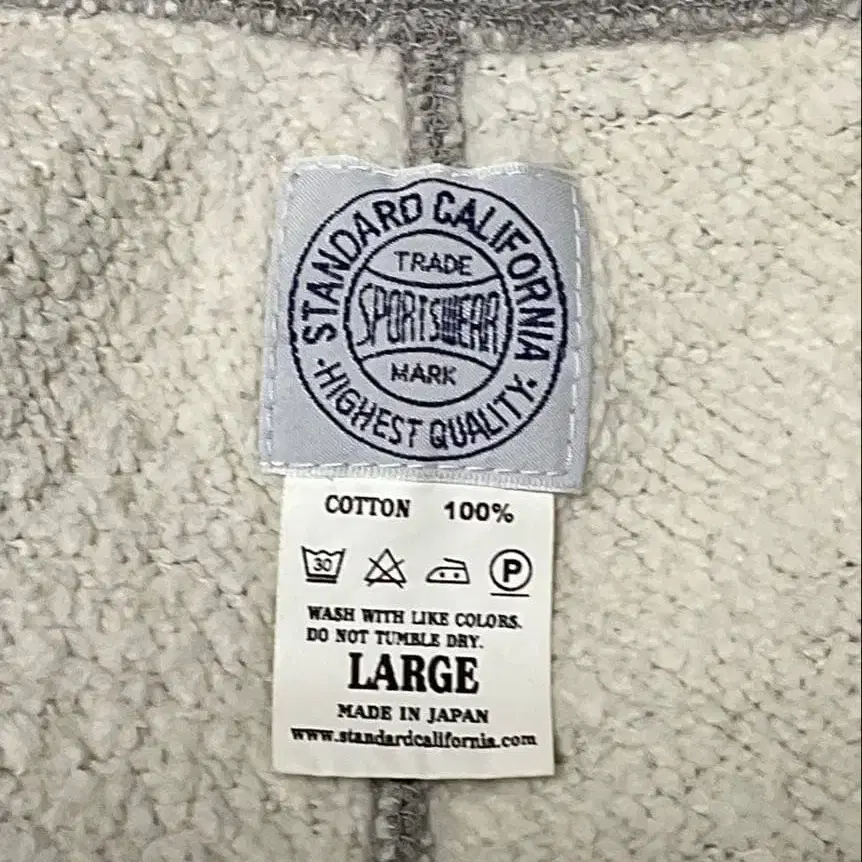 STANDARD CALIFORNIA
TRADE
SPORTSWEAR
MARK
·HIGHEST QUALITY·
COTTON 100%
30 P
WASH WITH LIKE COLORS.
DO NOT TUMBLE DRY.
LARGE
MADE IN JAPAN
www.standardcalifornia.com